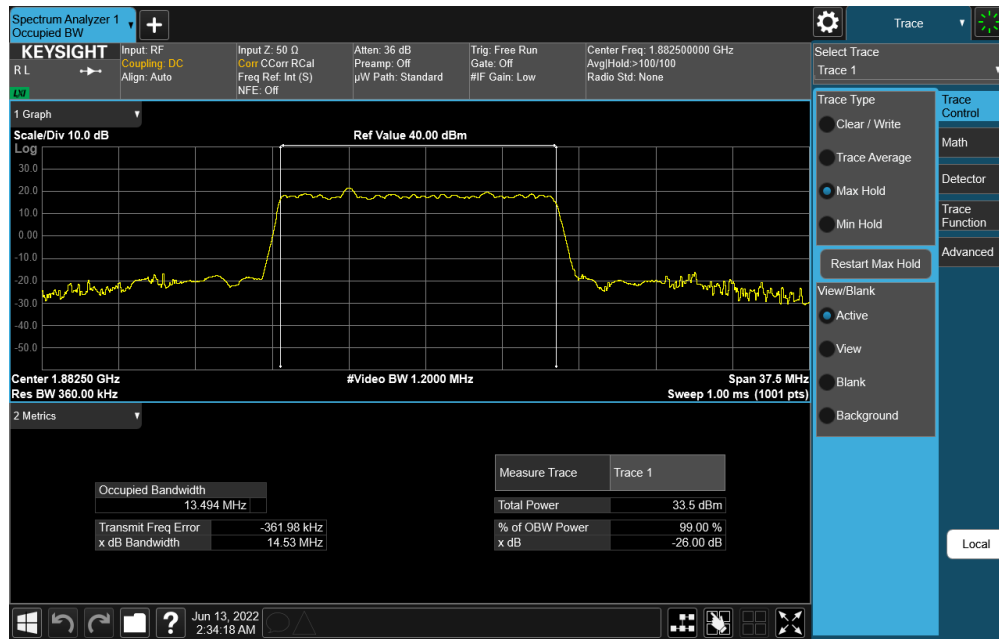 Spectrum Analyzer 1
Occupied BW
Trace
KEYSIGHT
R L
LXI
Input: RF
Coupling: DC
Align: Auto
Input Z: 50 Ω
Corr CCorr RCal
Freq Ref: Int (S)
NFE: Off
Atten: 36 dB
Preamp: Off
µW Path: Standard
Trig: Free Run
Gate: Off
#IF Gain: Low
Center Freq: 1.882500000 GHz
Avg|Hold:>100/100
Radio Std: None
Select Trace
Trace 1
1 Graph
Scale/Div 10.0 dB
Ref Value 40.00 dBm
Log
30.0
20.0
10.0
0.00
-10.0
-20.0
-30.0
-40.0
-50.0
Center 1.88250 GHz
#Video BW 1.2000 MHz
Span 37.5 MHz
Res BW 360.00 kHz
Sweep 1.00 ms (1001 pts)
2 Metrics
Occupied Bandwidth
13.494 MHz
Transmit Freq Error -361.98 kHz
x dB Bandwidth 14.53 MHz
Measure Trace Trace 1
Total Power 33.5 dBm
% of OBW Power 99.00 %
x dB -26.00 dB
Trace Type
Clear / Write
Trace Average
Max Hold
Min Hold
Restart Max Hold
View/Blank
Active
View
Blank
Background
Trace
Control
Math
Detector
Trace
Function
Advanced
Local
?
Jun 13, 2022
2:34:18 AM